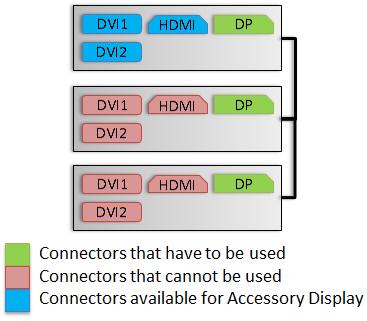 DVI1 HDMI DP
DVI2
DVI1 HDMI DP
DVI2
DVI1 HDMI DP
DVI2
Connectors that have to be used
Connectors that cannot be used
Connectors available for Accessory Display